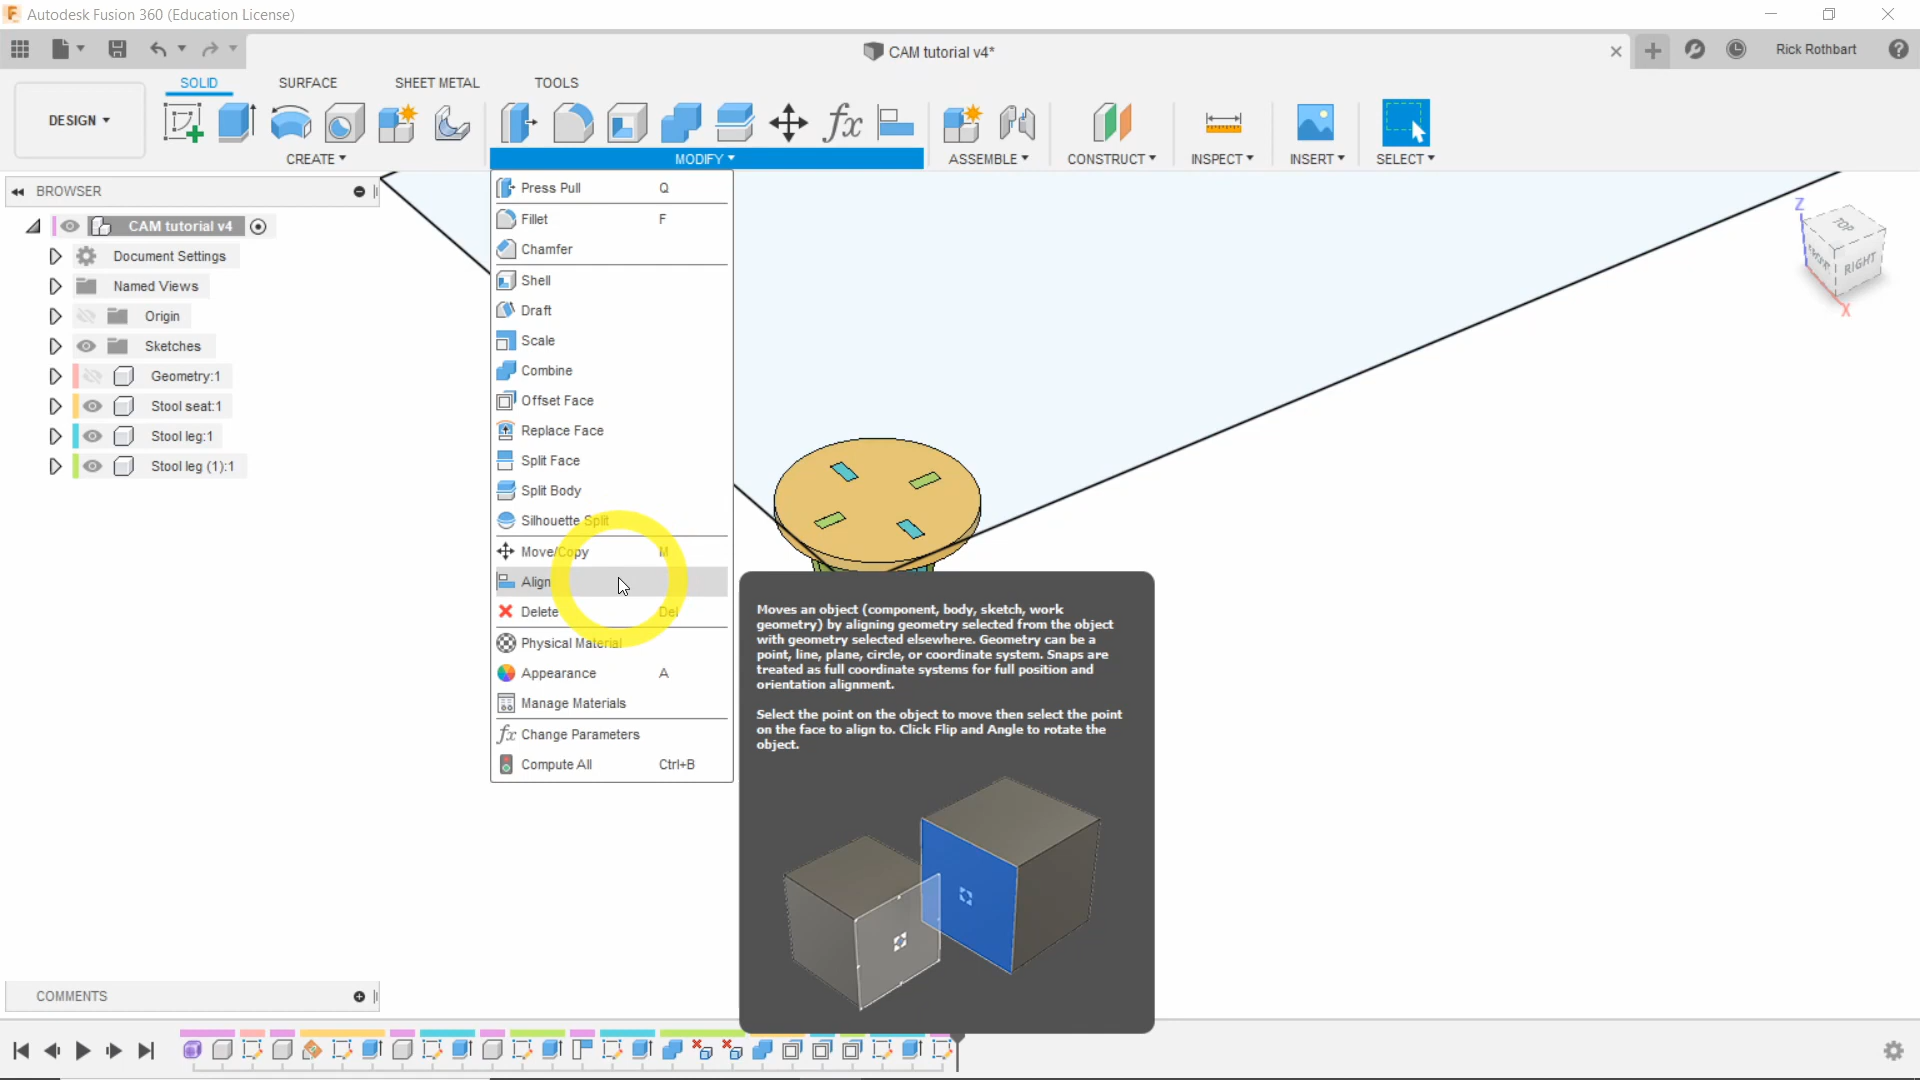 Autodesk Fusion 360 (Education License)
CAM tutorial v4*
Rick Rothbart
DESIGN
SOLID
SURFACE
SHEET METAL
TOOLS
CREATE
MODIFY
ASSEMBLE
CONSTRUCT
INSPECT
INSERT
SELECT
BROWSER
CAM tutorial v4
Document Settings
Named Views
Origin
Sketches
Geometry:1
Stool seat:1
Stool leg:1
Stool leg (1):1
Press Pull Q
Fillet F
Chamfer
Shell
Draft
Scale
Combine
Offset Face
Replace Face
Split Face
Split Body
Silhouette Split
Move/Copy M
Align
Delete Del
Physical Material
Appearance A
Manage Materials
fx Change Parameters
Compute All Ctrl+B
Moves an object (component, body, sketch, work
geometry) by aligning geometry selected from the object
with geometry selected elsewhere. Geometry can be a
point, line, plane, circle, or coordinate system. Snaps are
treated as full coordinate systems for full position and
orientation alignment.
Select the point on the object to move then select the point
on the face to align to. Click Flip and Angle to rotate the
object.
Z
TOP
FRONT
RIGHT
X
COMMENTS